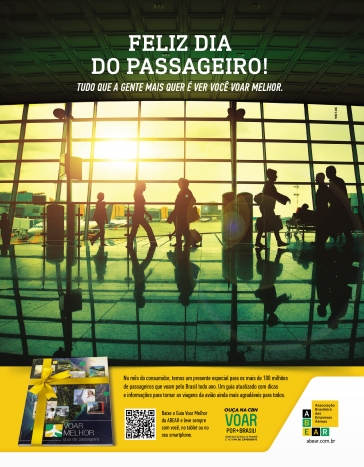 FELIZ DIA
DO PASSAGEIRO!
TUDO QUE A GENTE MAIS QUER É VER VOCÊ VOAR MELHOR.
No mês do consumidor, temos um presente especial para os mais de 100 milhões
de passageiros que voam pelo Brasil todo ano. Um guia atualizado com dicas
e informações para tornar as viagens de avião ainda mais agradáveis para todos.
VOAR
MELHOR
guia do passageiro
Baixe o Guia Voar Melhor
da ABEAR e leve sempre
com você, no tablet ou no
seu smartphone.
OUÇA NA CBN
VOAR
POR+BRASIL!
ABEAR
Associação
Brasileira
das Empresas
Aéreas
abear.com.br